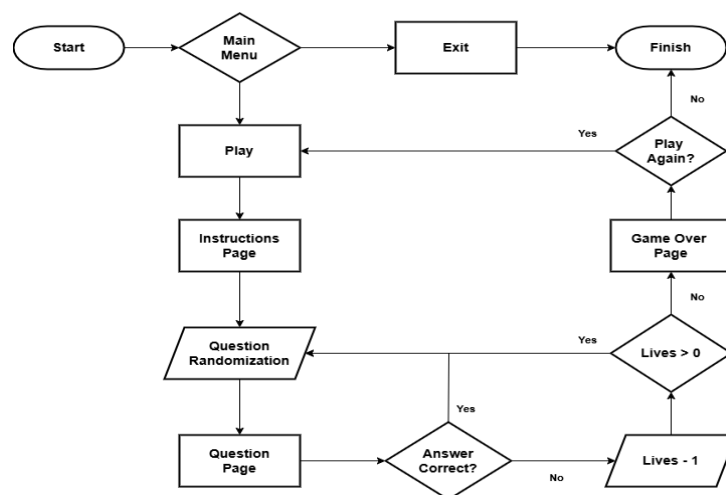 Start
Main
Menu
Exit
Finish
No
Yes
Play
Play
Again?
Instructions
Page
Game Over
Page
No
Question
Randomization
Yes
Lives > 0
Yes
Question
Page
Answer
Correct?
No
Lives - 1